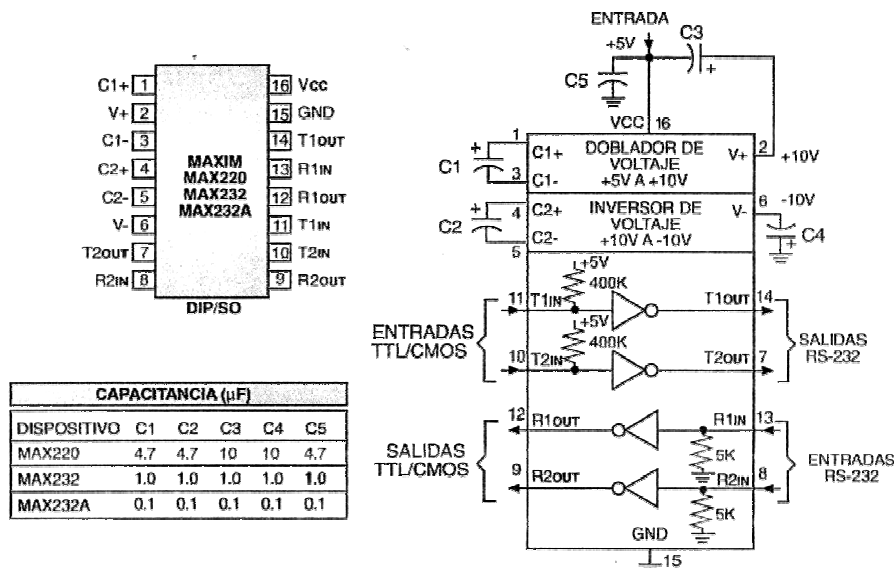 C1+ 1
V+ 2
C1- 3
C2+ 4
C2- 5
V- 6
T2OUT 7
R2IN 8
MAXIM
MAX220
MAX232
MAX232A
16 VCC
15 GND
14 T1OUT
13 R1IN
12 R1OUT
11 T1IN
10 T2IN
9 R2OUT
DIP/SO
CAPACITANCIA (μF)
DISPOSITIVO C1 C2 C3 C4 C5
MAX220 4.7 4.7 10 10 4.7
MAX232 1.0 1.0 1.0 1.0 1.0
MAX232A 0.1 0.1 0.1 0.1 0.1
ENTRADA
+5V
C3
+
C5
VCC 16
1
+
C1
3
C1+
C1-
DOBLADOR DE
VOLTAJE
+5V A +10V
V+
2
+10V
+
C2
4
5
C2+
C2-
INVERSOR DE
VOLTAJE
+10V A -10V
V-
6
-10V
C4
+
+5V
400K
11 T1IN
T1OUT 14
+5V
400K
10 T2IN
T2OUT 7
ENTRADAS
TTL/CMOS
SALIDAS
RS-232
12 R1OUT
R1IN 13
5K
9 R2OUT
R2IN 8
5K
SALIDAS
TTL/CMOS
ENTRADAS
RS-232
GND
15